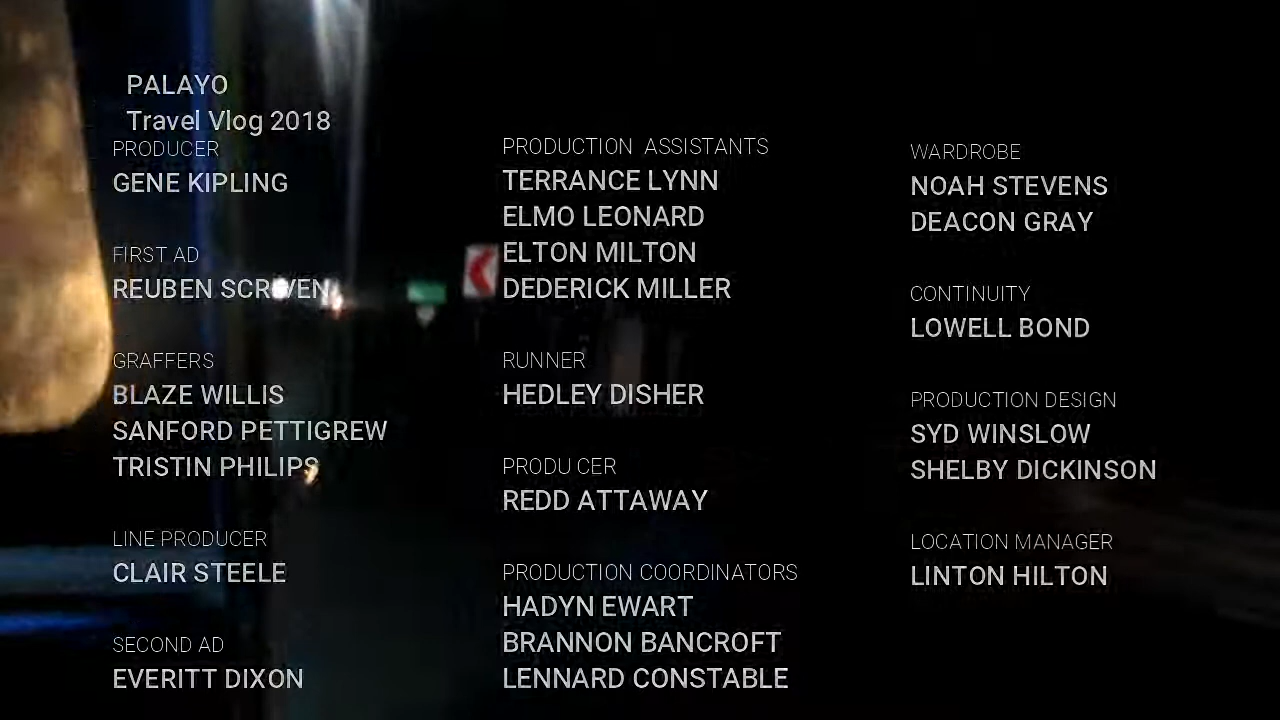 PALAYO
Travel Vlog 2018
PRODUCER
GENE KIPLING
FIRST AD
REUBEN SCRIVEN
GRAFFERS
BLAZE WILLIS
SANFORD PETTIGREW
TRISTIN PHILIPS
LINE PRODUCER
CLAIR STEELE
SECOND AD
EVERITT DIXON
PRODUCTION ASSISTANTS
TERRANCE LYNN
ELMO LEONARD
ELTON MILTON
DEDERICK MILLER
RUNNER
HEDLEY DISHER
PRODU CER
REDD ATTAWAY
PRODUCTION COORDINATORS
HADYN EWART
BRANNON BANCROFT
LENNARD CONSTABLE
WARDROBE
NOAH STEVENS
DEACON GRAY
CONTINUITY
LOWELL BOND
PRODUCTION DESIGN
SYD WINSLOW
SHELBY DICKINSON
LOCATION MANAGER
LINTON HILTON